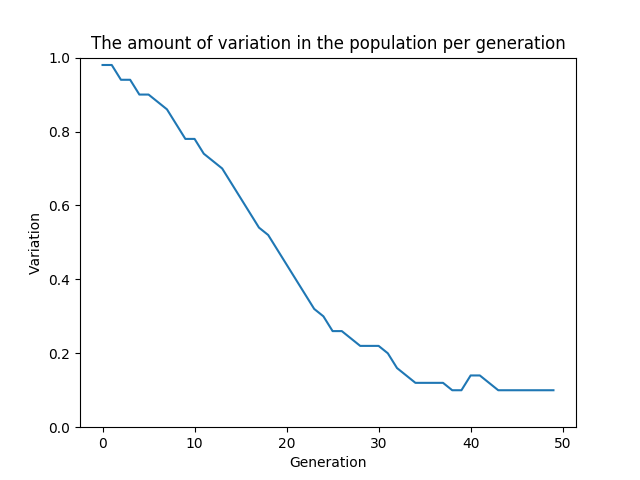 The amount of variation in the population per generation
1.0
0.8
0.6
0.4
0.2
0.0
Variation
0 10 20 30 40 50
Generation